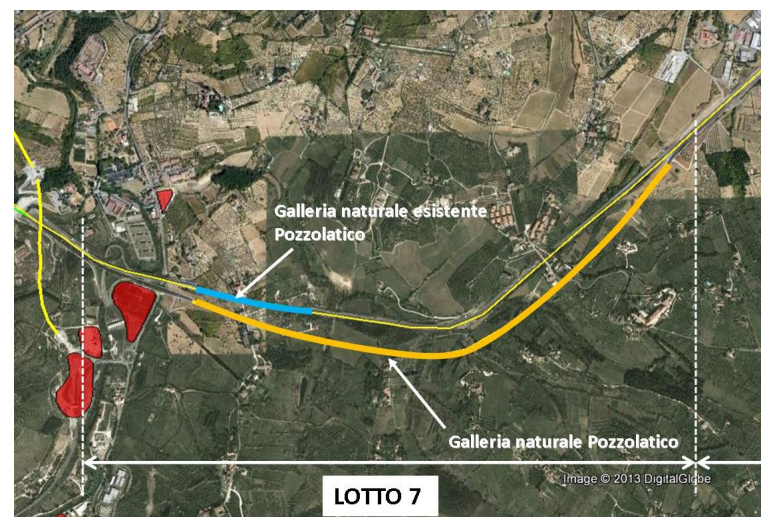 Galleria naturale esistente
Pozzolatico
Galleria naturale Pozzolatico
Image © 2013 DigitalGlobe
LOTTO 7